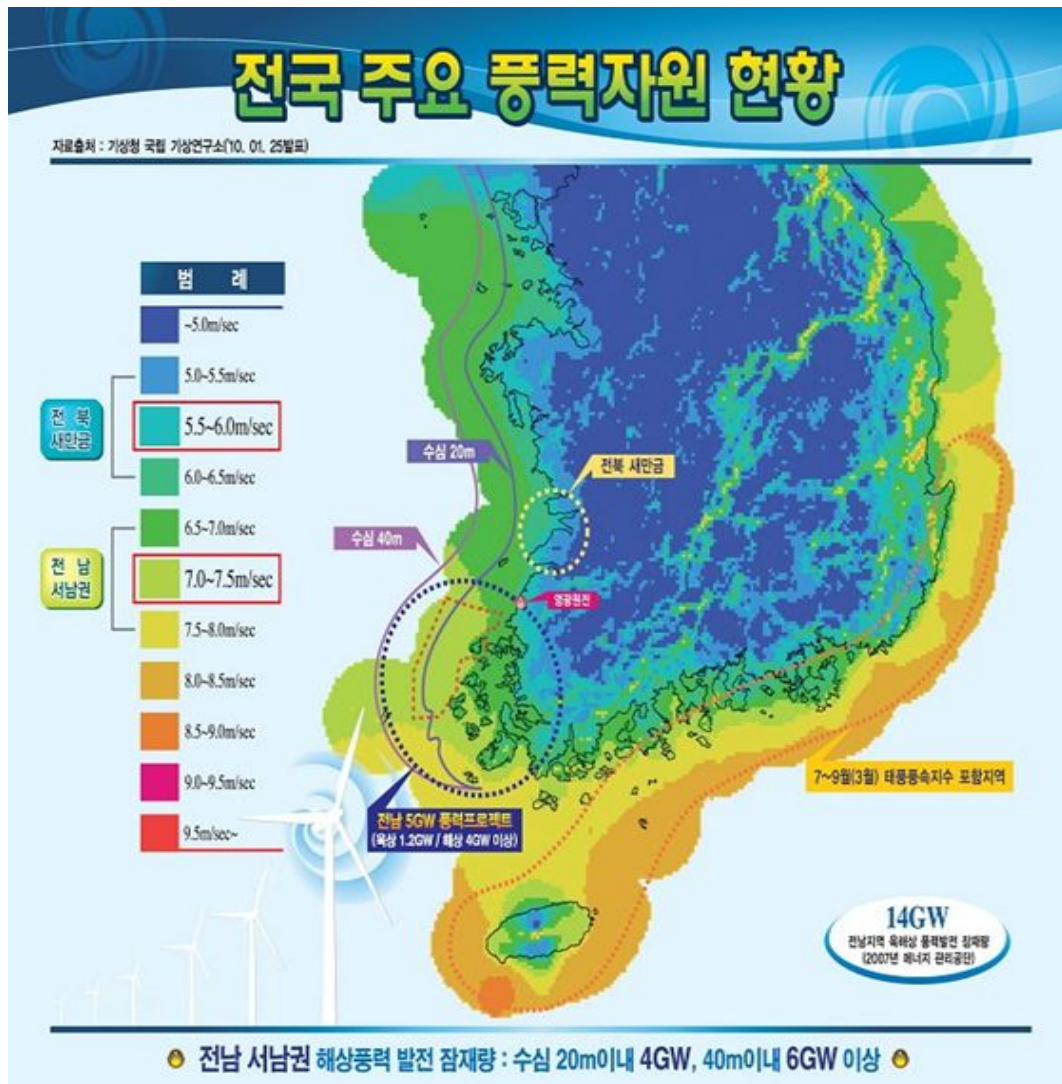 전국 주요 풍력자원 현황
자료출처 : 기상청 국립 기상연구소('10. 01. 25발표)
범 례
~5.0m/sec
5.0~5.5m/sec
5.5~6.0m/sec
6.0~6.5m/sec
6.5~7.0m/sec
7.0~7.5m/sec
7.5~8.0m/sec
8.0~8.5m/sec
8.5~9.0m/sec
9.0~9.5m/sec
9.5m/sec~
전 북
새만금
전 남
서남권
수심 20m
전북 새만금
수심 40m
영광원전
7~9월(3월) 태풍풍속지수 포함지역
전남 5GW 풍력프로젝트
(육상 1.2GW / 해상 4GW 이상)
14GW
전남지역 육해상 풍력발전 잠재량
(2007년 에너지 관리공단)
전남 서남권 해상풍력 발전 잠재량 : 수심 20m이내 4GW, 40m이내 6GW 이상